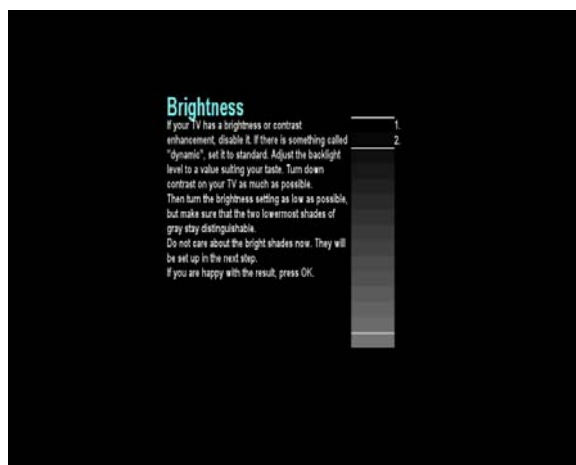 Brightness
If your TV has a brightness or contrast
enhancement, disable it. If there is something called
"dynamic", set it to standard. Adjust the backlight
level to a value suiting your taste. Turn down
contrast on your TV as much as possible.
Then turn the brightness setting as low as possible,
but make sure that the two lowermost shades of
gray stay distinguishable.
Do not care about the bright shades now. They will
be set up in the next step.
If you are happy with the result, press OK.
1.
2.